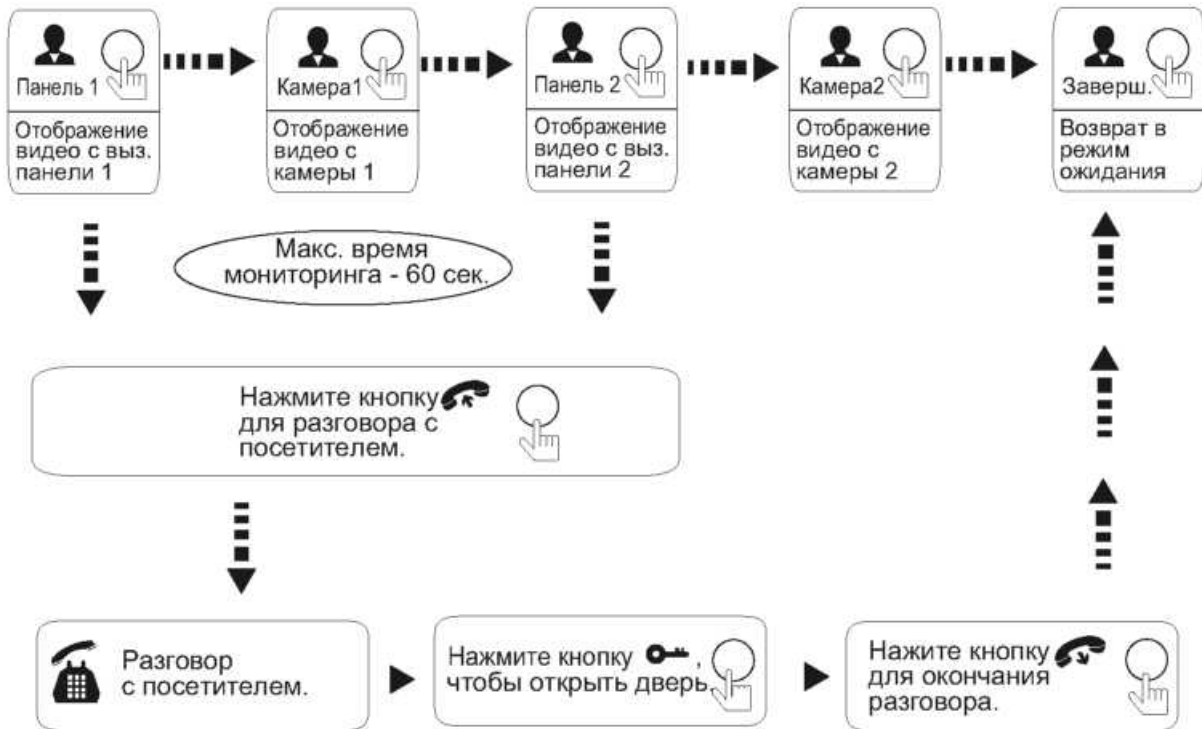 Панель 1
Отображение
видео с выз.
панели 1
Камера1
Отображение
видео с
камеры 1
Панель 2
Отображение
видео с выз.
панели 2
Камера2
Отображение
видео с
камеры 2
Заверш.
Возврат в
режим
ожидания
Макс. время
мониторинга - 60 сек.
Нажмите кнопку
для разговора с
посетителем.
Разговор
с посетителем.
Нажмите кнопку ,
чтобы открыть дверь.
Нажите кнопку
для окончания
разговора.